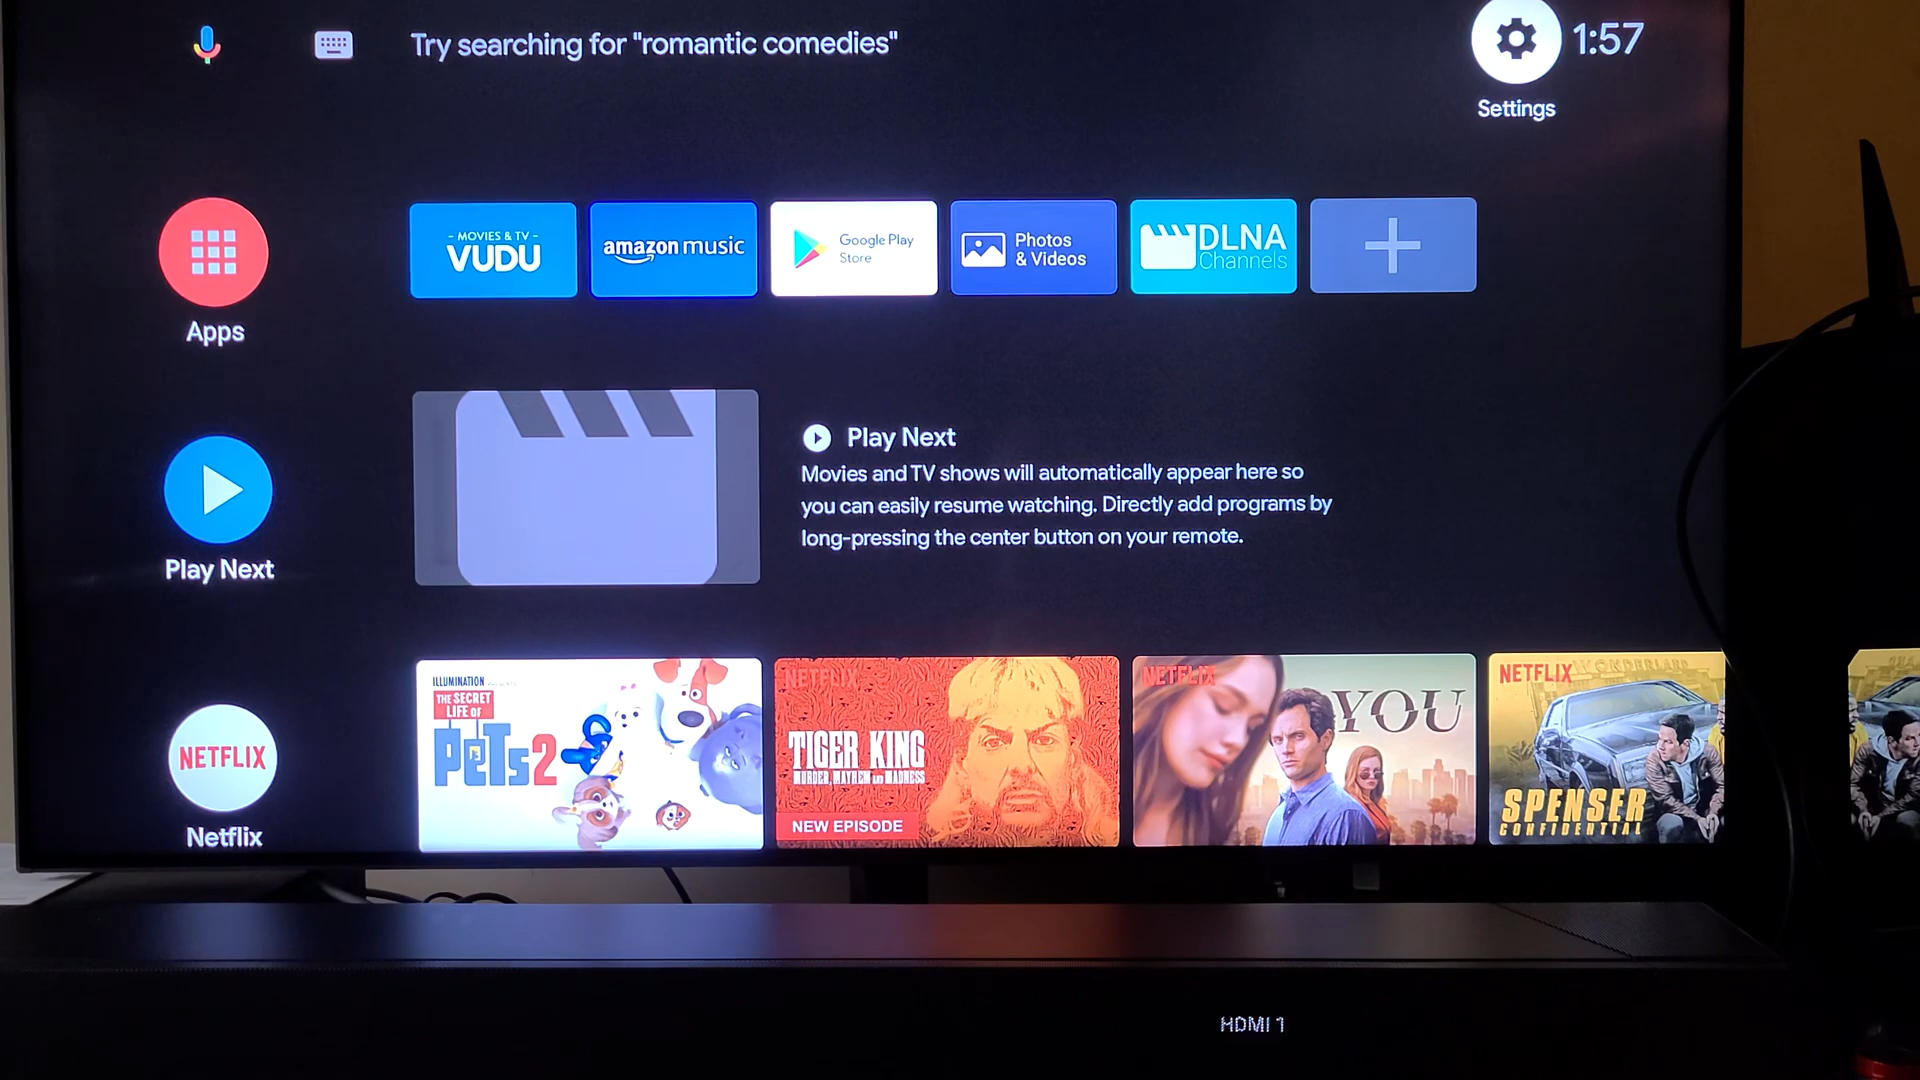 Try searching for "romantic comedies"
1:57
Settings
Apps
- MOVIES & TV -
VUDU
amazon music
Google Play
Store
Photos
& Videos
DLNA
Channels
Play Next
Play Next
Movies and TV shows will automatically appear here so
you can easily resume watching. Directly add programs by
long-pressing the center button on your remote.
NETFLIX
Netflix
ILLUMINATION
THE SECRET
LIFE OF
PETS 2
NETFLIX
TIGER KING
MURDER, MAYHEM AND MADNESS
NEW EPISODE
NETFLIX
YOU
NETFLIX
WONDERLAND
SPENSER
CONFIDENTIAL
HDMI 1